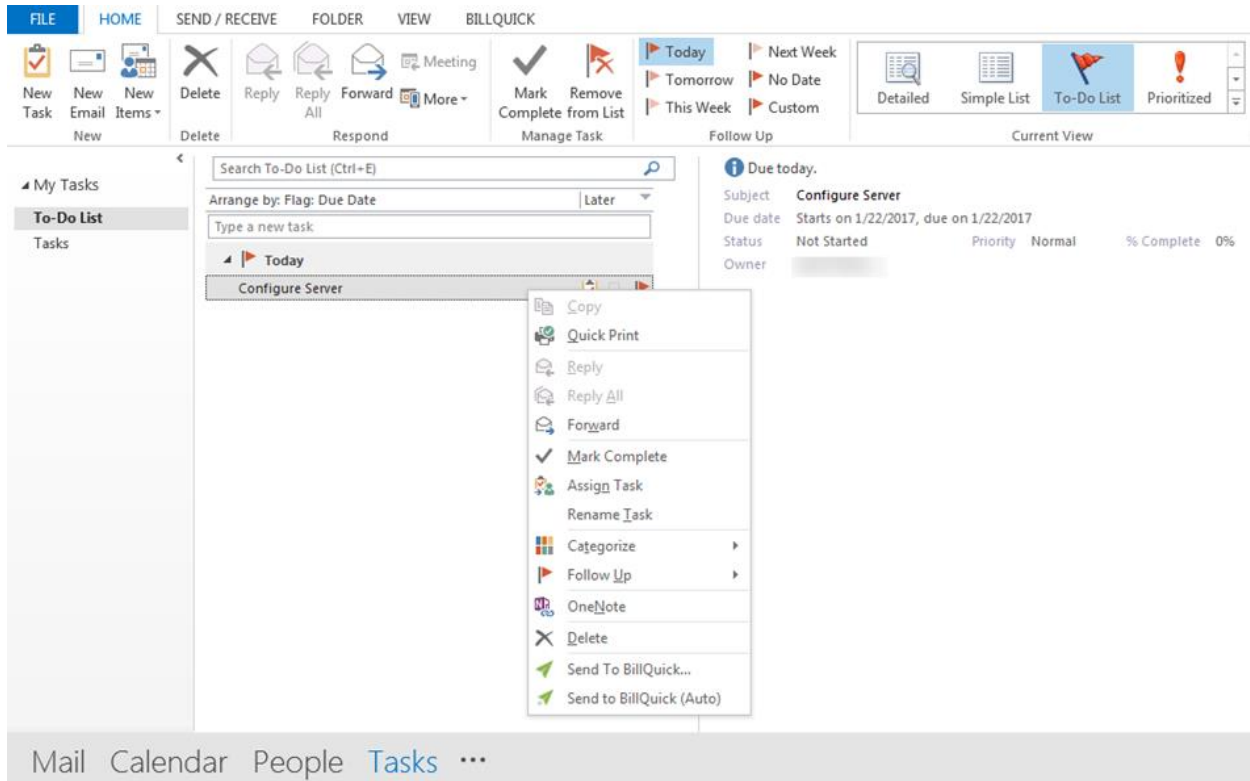 FILE HOME SEND / RECEIVE FOLDER VIEW BILLQUICK
New Task
New Email
New Items
New
Delete
Delete
Reply
Reply All
Forward
Meeting
More
Respond
Mark Complete
Remove from List
Manage Task
Today
Tomorrow
This Week
Next Week
No Date
Custom
Follow Up
Detailed
Simple List
To-Do List
Prioritized
Current View
My Tasks
To-Do List
Tasks
Search To-Do List (Ctrl+E)
Arrange by: Flag: Due Date Later
Type a new task
Today
Configure Server
Copy
Quick Print
Reply
Reply All
Forward
Mark Complete
Assign Task
Rename Task
Categorize
Follow Up
OneNote
Delete
Send To BillQuick...
Send to BillQuick (Auto)
Due today.
Subject Configure Server
Due date Starts on 1/22/2017, due on 1/22/2017
Status Not Started Priority Normal % Complete 0%
Owner
Mail Calendar People Tasks •••